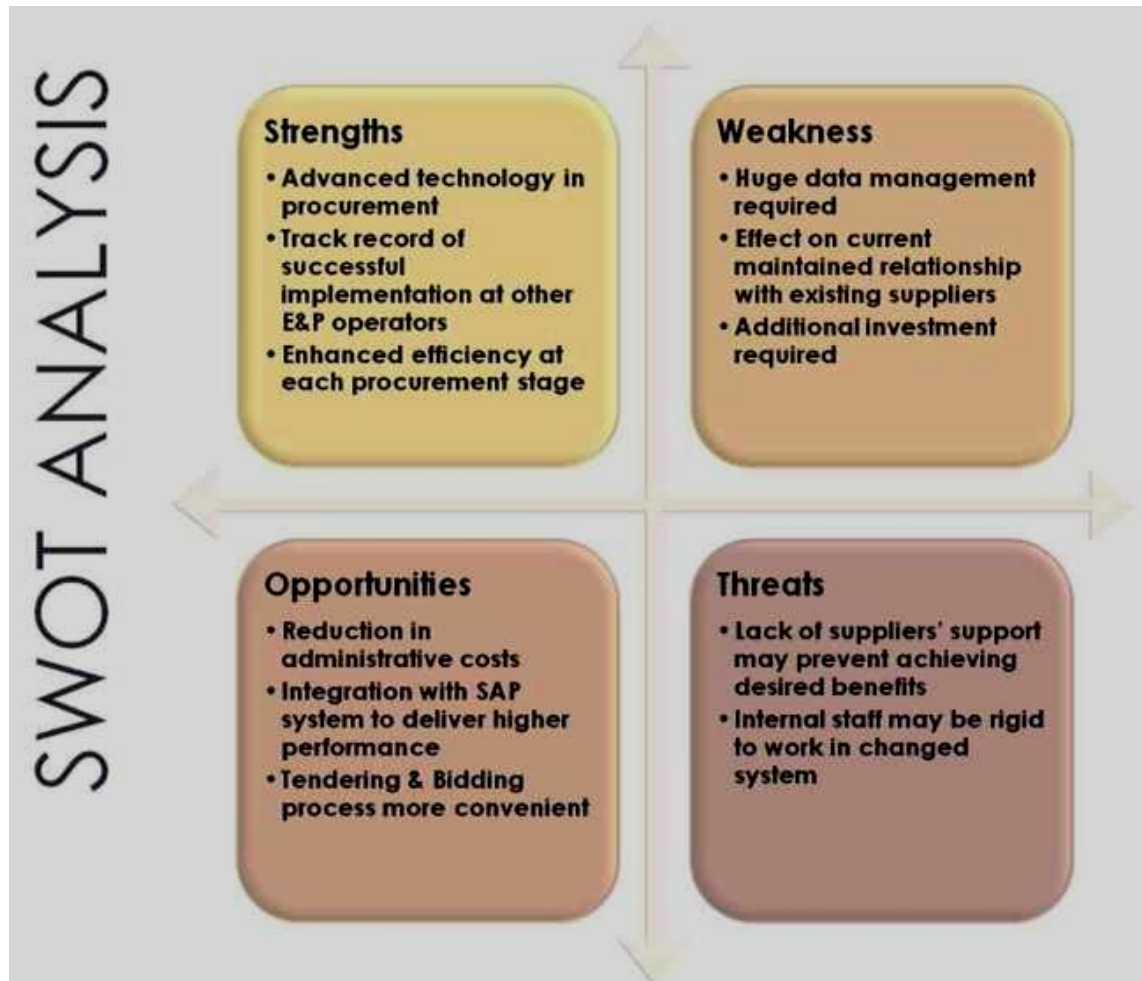 SWOT ANALYSIS
Strengths
• Advanced technology in
procurement
• Track record of
successful
implementation at other
E&P operators
• Enhanced efficiency at
each procurement stage
Weakness
• Huge data management
required
• Effect on current
maintained relationship
with existing suppliers
• Additional investment
required
Opportunities
• Reduction in
administrative costs
• Integration with SAP
system to deliver higher
performance
• Tendering & Bidding
process more convenient
Threats
• Lack of suppliers' support
may prevent achieving
desired benefits
• Internal staff may be rigid
to work in changed
system